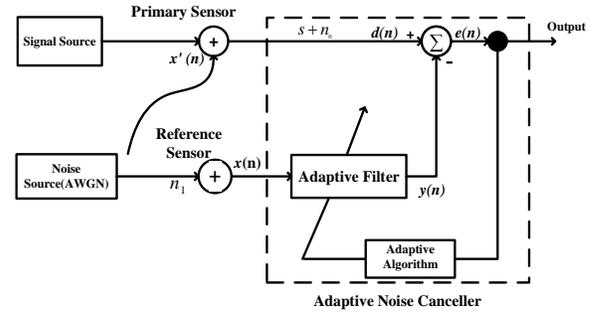 Primary Sensor
Signal Source
+
x'(n)
s+n₀
d(n)
+
Σ
-
e(n)
Output
Reference
Sensor
Noise
Source(AWGN)
n₁
+
x(n)
Adaptive Filter
y(n)
Adaptive
Algorithm
Adaptive Noise Canceller